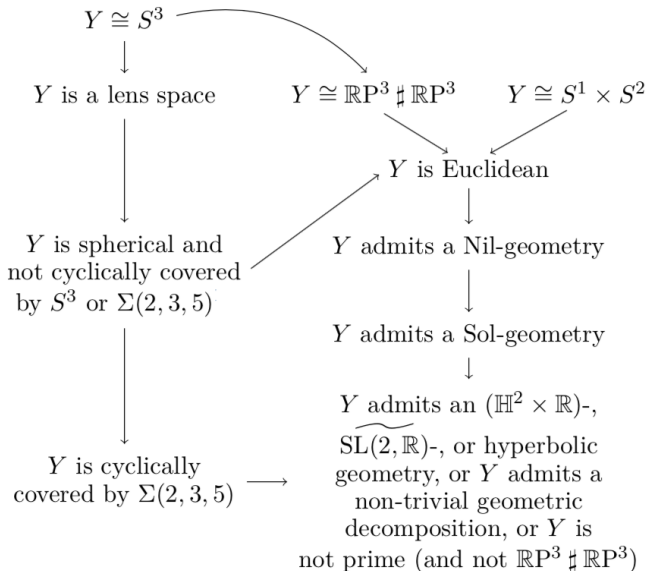 Y ≅ S³
Y is a lens space
Y ≅ ℝP³ ♯ ℝP³
Y ≅ S¹ × S²
Y is Euclidean
Y is spherical and
not cyclically covered
by S³ or Σ(2, 3, 5)
Y admits a Nil-geometry
Y admits a Sol-geometry
Y is cyclically
covered by Σ(2, 3, 5)
Y admits an (ℍ² × ℝ)-,
S͠L(2, ℝ)-, or hyperbolic
geometry, or Y admits a
non-trivial geometric
decomposition, or Y is
not prime (and not ℝP³ ♯ ℝP³)